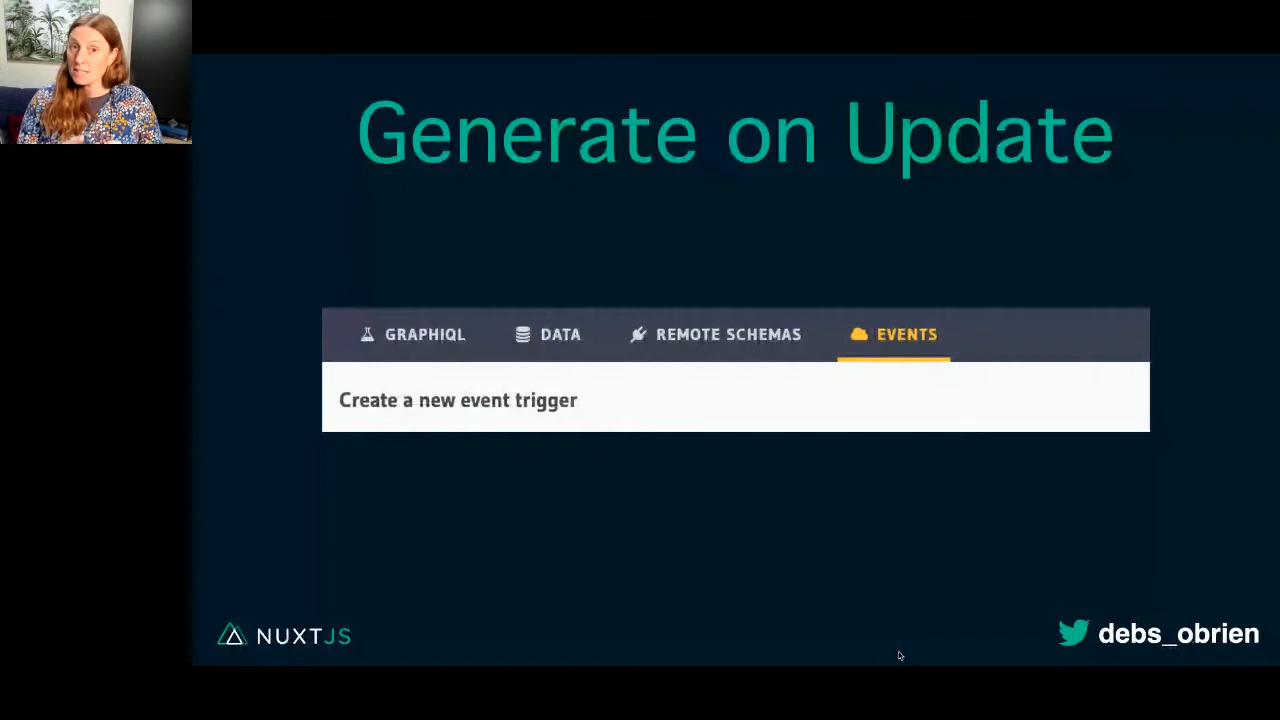 Generate on Update
GRAPHIQL DATA REMOTE SCHEMAS EVENTS
Create a new event trigger
NUXTJS
debs_obrien